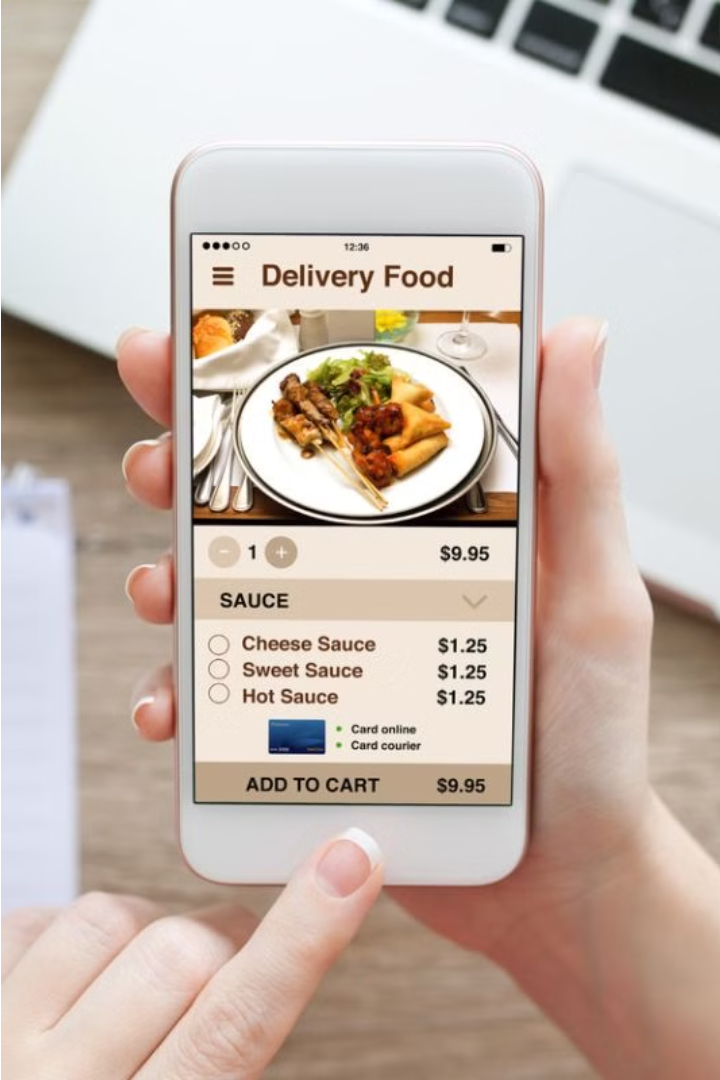 12:36
Delivery Food
- 1 + $9.95
SAUCE
Cheese Sauce $1.25
Sweet Sauce $1.25
Hot Sauce $1.25
Card online
Card courier
ADD TO CART $9.95